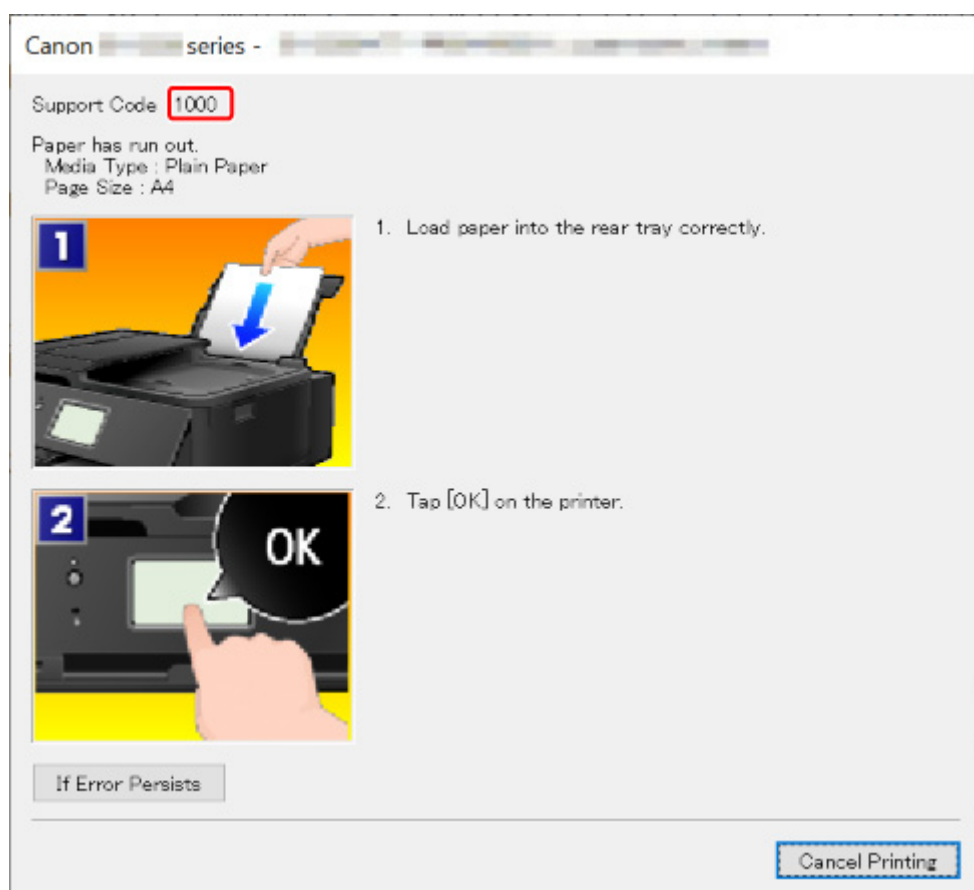 Canon series -
Support Code 1000
Paper has run out.
Media Type : Plain Paper
Page Size : A4
1
1. Load paper into the rear tray correctly.
2
OK
2. Tap [OK] on the printer.
If Error Persists
Cancel Printing